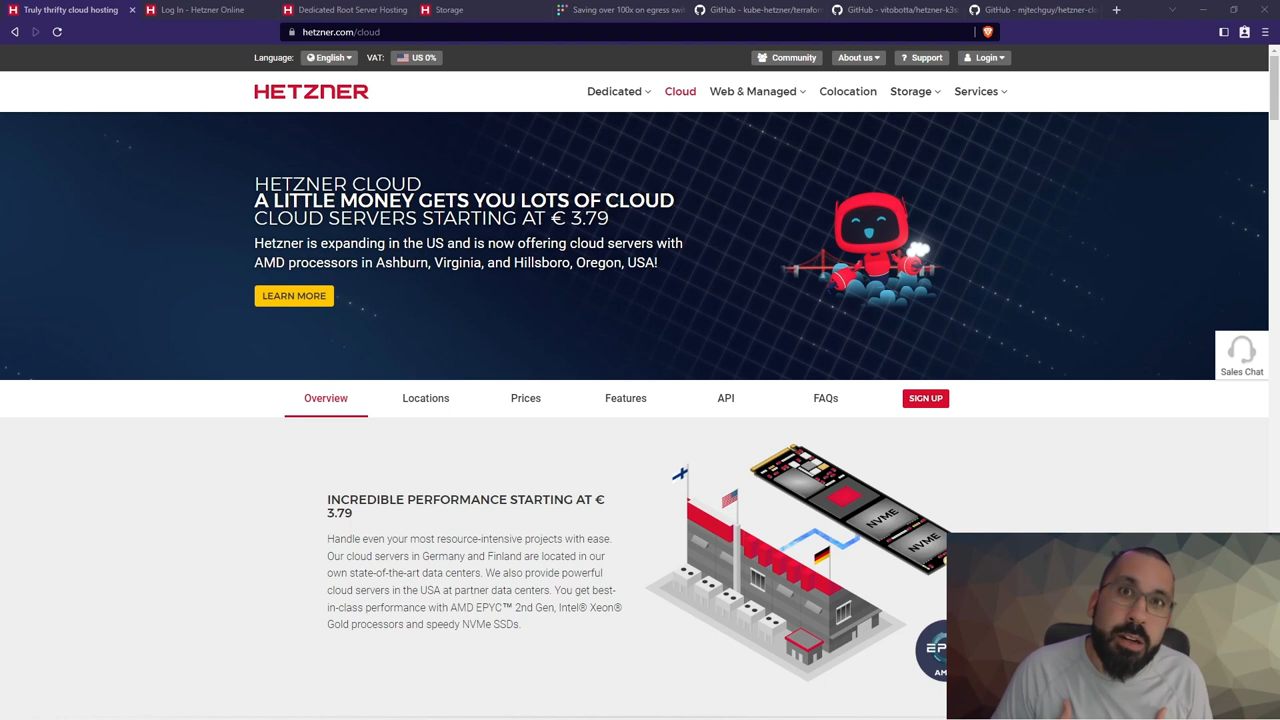 Truly thrifty cloud hosting
Log In - Hetzner Online
Dedicated Root Server Hosting
Storage
Saving over 100x on egress swi
GitHub - kube-hetzner/terrafor
GitHub - vitobotta/hetzner-k3s
GitHub - mjtechguy/hetzner-clo
hetzner.com/cloud
Language: English VAT: US 0% Community About us Support Login
HETZNER Dedicated Cloud Web & Managed Colocation Storage Services
HETZNER CLOUD
A LITTLE MONEY GETS YOU LOTS OF CLOUD
CLOUD SERVERS STARTING AT € 3.79
Hetzner is expanding in the US and is now offering cloud servers with
AMD processors in Ashburn, Virginia, and Hillsboro, Oregon, USA!
LEARN MORE
Sales Chat
Overview Locations Prices Features API FAQs SIGN UP
INCREDIBLE PERFORMANCE STARTING AT €
3.79
Handle even your most resource-intensive projects with ease.
Our cloud servers in Germany and Finland are located in our
own state-of-the-art data centers. We also provide powerful
cloud servers in the USA at partner data centers. You get best-
in-class performance with AMD EPYC™ 2nd Gen, Intel® Xeon®
Gold processors and speedy NVMe SSDs.
NVME
NVME
EP
AM